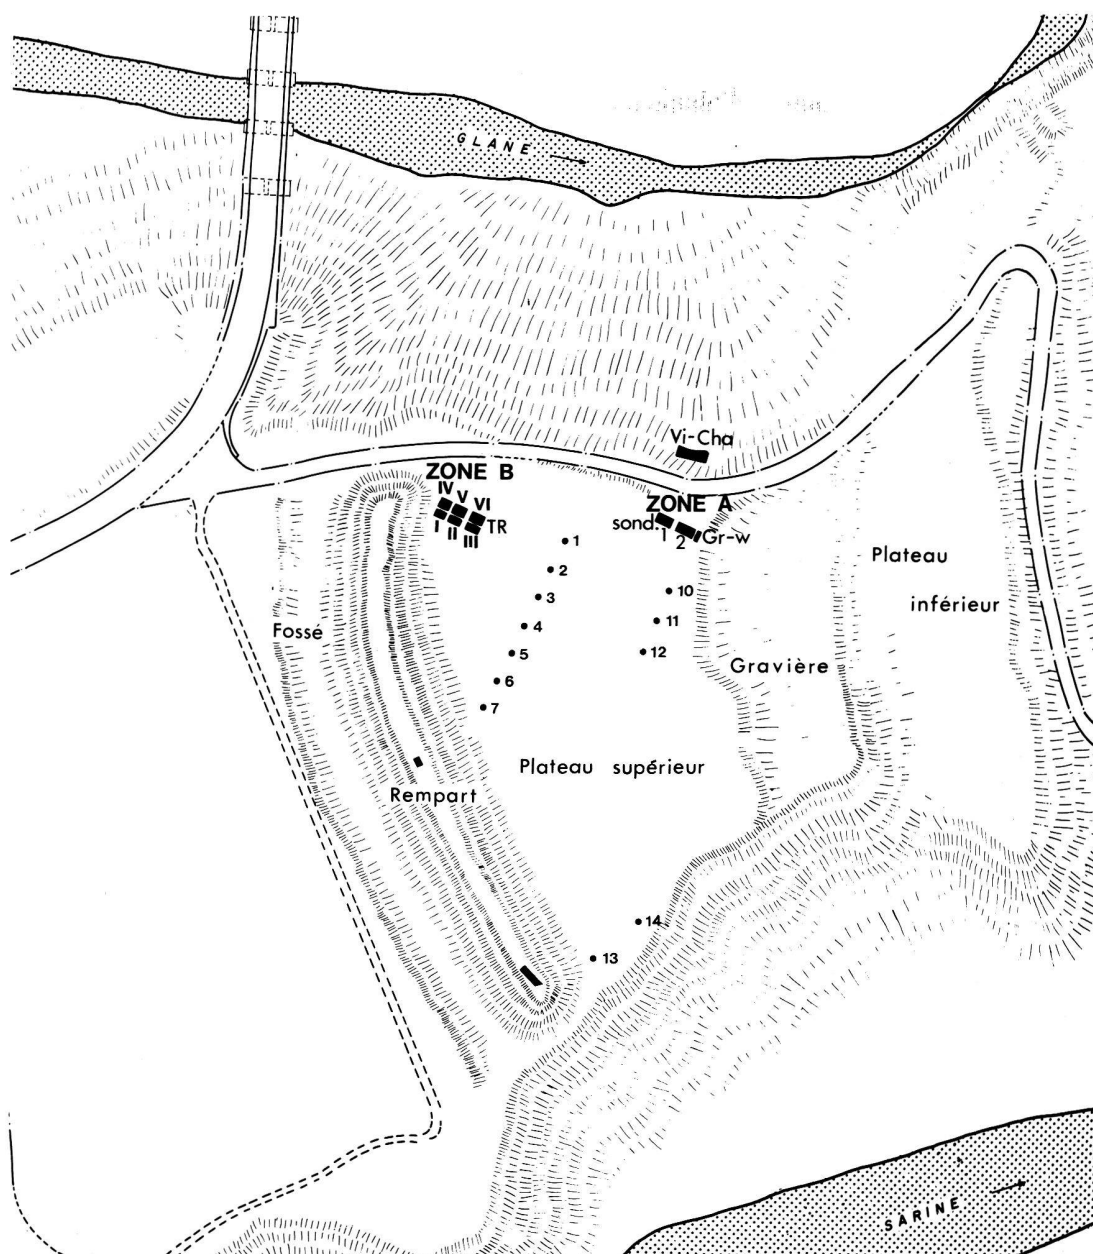 GLANE
Vi-Cha
ZONE B
ZONE A
IV V VI
I II III TR
sond. 1 2 Gr-w
1
2
3
4
5
6
7
10
11
12
Plateau
inférieur
Fossé
Gravière
Plateau supérieur
Rempart
14
13
SARINE